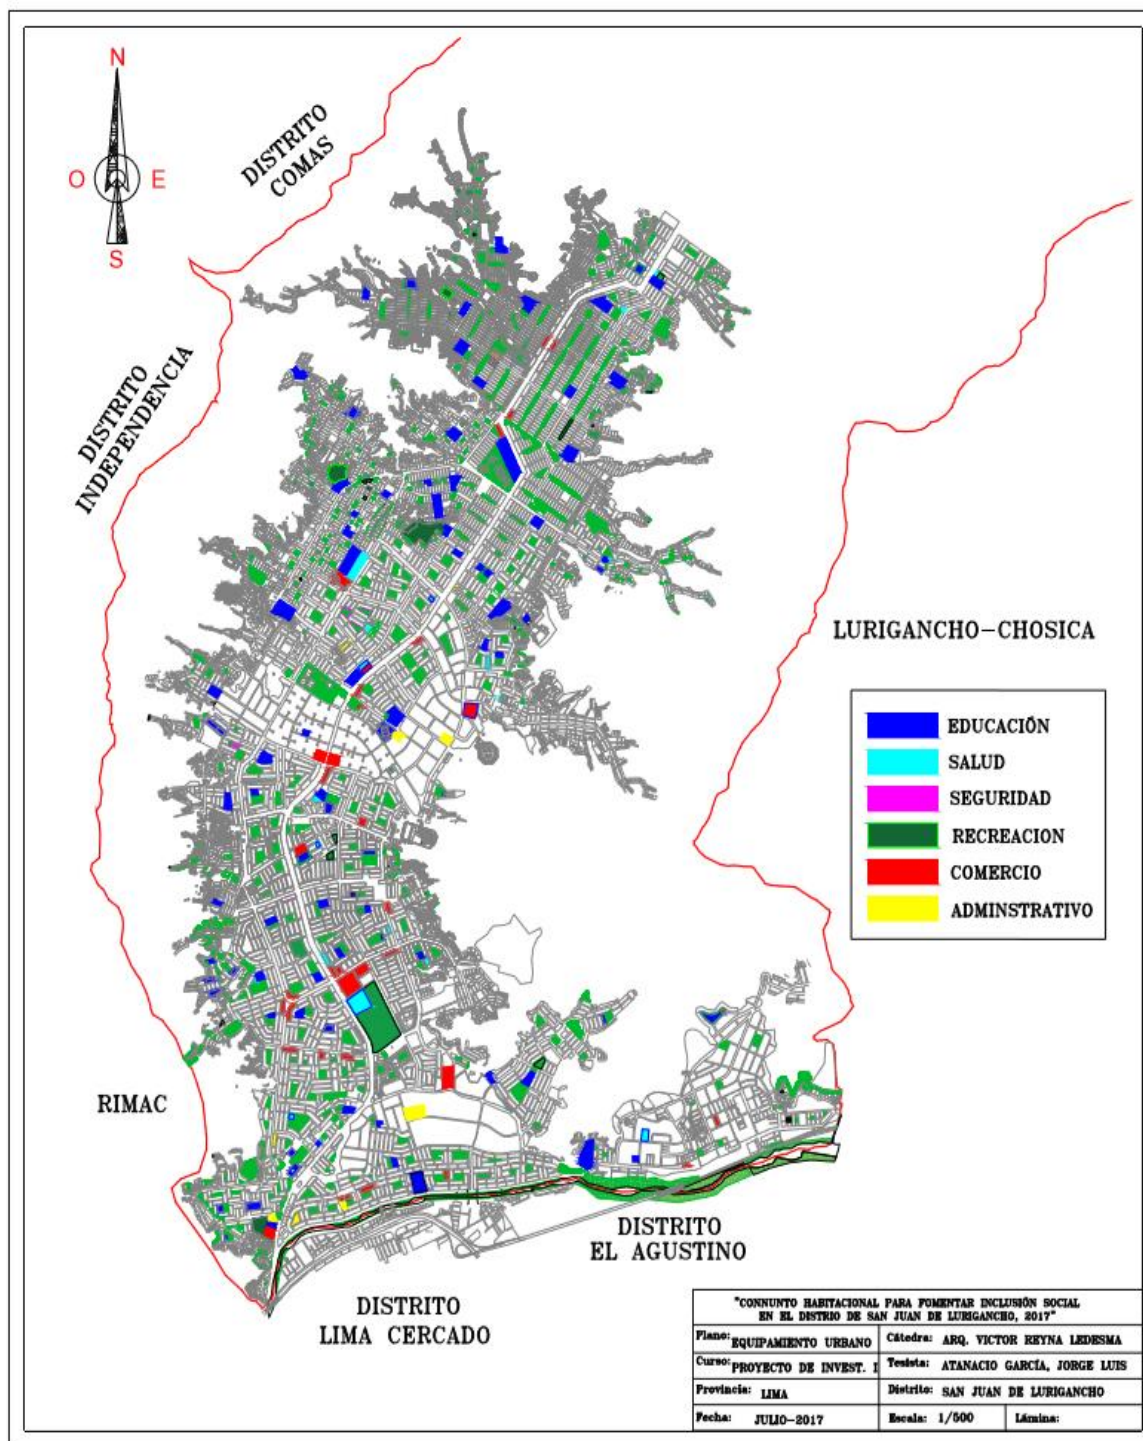 N
O E
S
DISTRITO
COMAS
DISTRITO
INDEPENDENCIA
LURIGANCHO-CHOSICA
EDUCACIÓN
SALUD
SEGURIDAD
RECREACION
COMERCIO
ADMINSTRATIVO
RIMAC
DISTRITO
EL AGUSTINO
DISTRITO
LIMA CERCADO
"CONNUNTO HABITACIONAL PARA FOMENTAR INCLUSIÓN SOCIAL
EN EL DISTRIO DE SAN JUAN DE LURIGANCHO, 2017"
Plano: EQUIPAMIENTO URBANO Cátedra: ARQ. VICTOR REYNA LEDESMA
Curso: PROYECTO DE INVEST. I Tesista: ATANACIO GARCÍA, JORGE LUIS
Provincia: LIMA Distrito: SAN JUAN DE LURIGANCHO
Fecha: JULIO-2017 Escala: 1/500 Lámina: